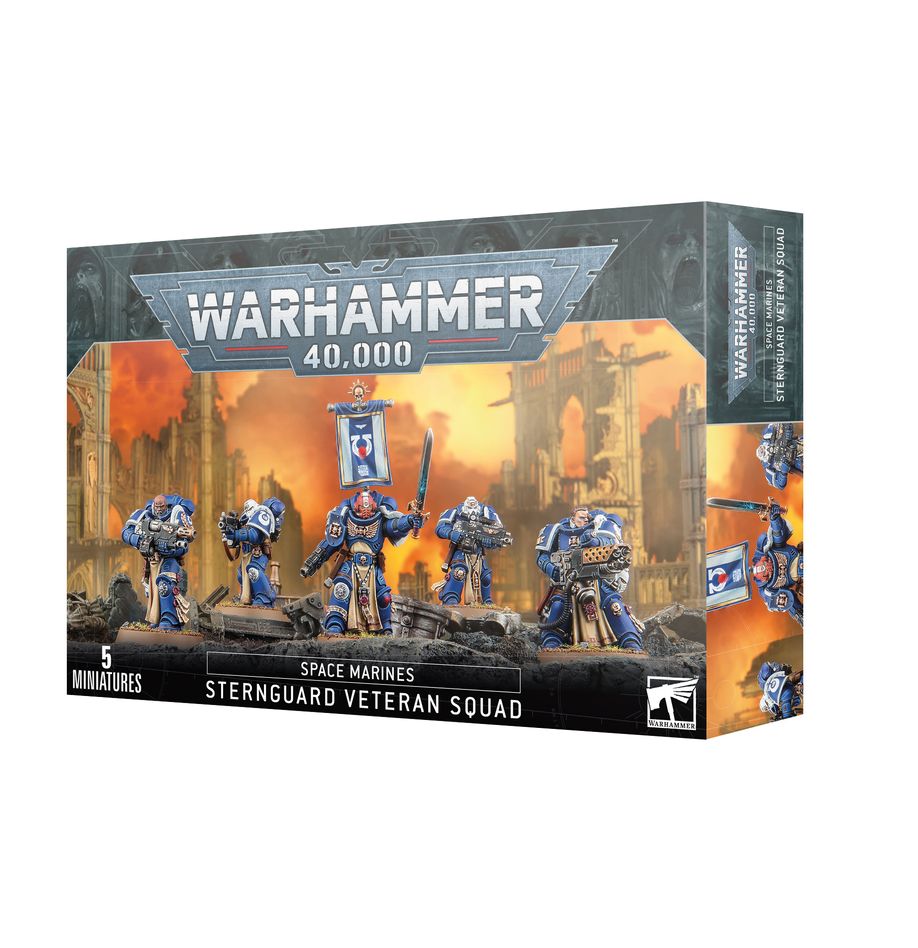 WARHAMMER
40,000
™
5
MINIATURES
SPACE MARINES
STERNGUARD VETERAN SQUAD
WARHAMMER
WARHAMMER
40,000
SPACE MARINES
STERNGUARD VETERAN SQUAD